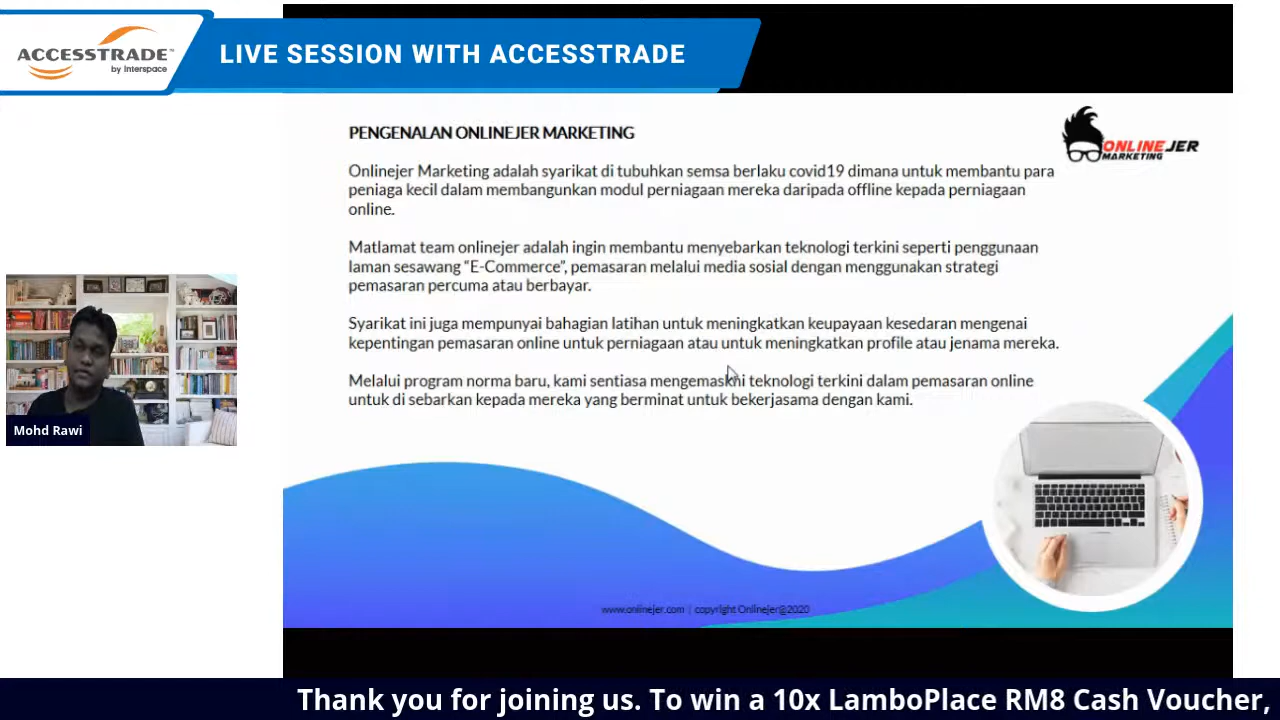 ACCESSTRADE
by Interspace
LIVE SESSION WITH ACCESSTRADE
PENGENALAN ONLINEJER MARKETING
ONLINEJER
MARKETING
Onlinejer Marketing adalah syarikat di tubuhkan semsa berlaku covid19 dimana untuk membantu para
peniaga kecil dalam membangunkan modul perniagaan mereka daripada offline kepada perniagaan
online.
Matlamat team onlinejer adalah ingin membantu menyebarkan teknologi terkini seperti penggunaan
laman sesawang “E-Commerce”, pemasaran melalui media sosial dengan menggunakan strategi
pemasaran percuma atau berbayar.
Syarikat ini juga mempunyai bahagian latihan untuk meningkatkan keupayaan kesedaran mengenai
kepentingan pemasaran online untuk perniagaan atau untuk meningkatkan profile atau jenama mereka.
Melalui program norma baru, kami sentiasa mengemaskini teknologi terkini dalam pemasaran online
untuk di sebarkan kepada mereka yang berminat untuk bekerjasama dengan kami.
Mohd Rawi
www.onlinejer.com | copyright Onlinejer@2020
Thank you for joining us. To win a 10x LamboPlace RM8 Cash Voucher,